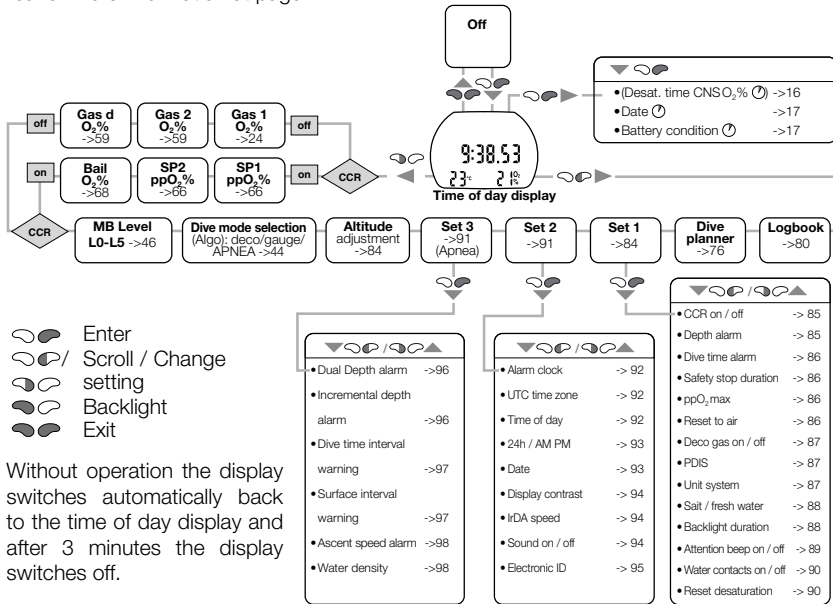 Off
•(Desat. time CNS O₂% ) ->16
•Date ->17
•Battery condition ->17
off
Gas d O₂% ->59
Gas 2 O₂% ->59
Gas 1 O₂% ->24
off
on
Bail O₂% ->68
SP2 ppO₂% ->66
SP1 ppO₂% ->66
on
CCR
9:38.53
23°c 2
Time of day display
CCR
MB Level
L0-L5 ->46
Dive mode selection
(Algo): deco/gauge/
APNEA ->44
Altitude
adjustment
->84
Set 3
->91
(Apnea)
Set 2
->91
Set 1
->84
Dive
planner
->76
Logbook
->80
Enter
/ Scroll / Change
setting
Backlight
Exit
Without operation the display
switches automatically back
to the time of day display and
after 3 minutes the display
switches off.
/
•Dual Depth alarm ->96
•Incremental depth
alarm ->96
•Dive time interval
warning ->97
•Surface interval
warning ->97
•Ascent speed alarm ->98
•Water density ->98
/
•Alarm clock -> 92
•UTC time zone -> 92
•Time of day -> 92
•24h / AM PM -> 93
•Date -> 93
•Display contrast -> 94
•IrDA speed -> 94
•Sound on / off -> 94
•Electronic ID -> 95
/
•CCR on / off -> 85
•Depth alarm -> 85
•Dive time alarm -> 86
•Safety stop duration -> 86
•ppO₂max -> 86
•Reset to air -> 86
•Deco gas on / off -> 87
•PDIS -> 87
•Unit system -> 87
•Sait / fresh water -> 88
•Backlight duration -> 88
•Attention beep on / off -> 89
•Water contacts on / off -> 90
•Reset desaturation -> 90